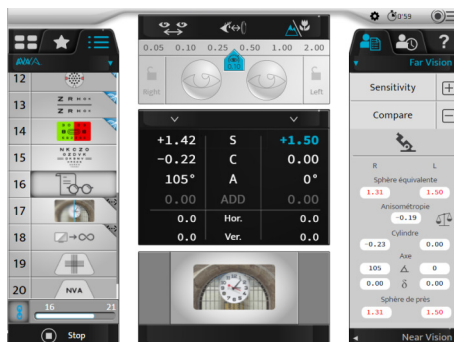 0'59
AVA
12
13
Z R H
14
15
N R C Z O
O Z D V R
16
17
18
→∞
19
20
NVA
16 21
Stop
0.05 0.10 0.25 0.50 1.00 2.00
0.10
Right
Left
+1.42 S +1.50
−0.22 C 0.00
105° A 0°
0.00 ADD 0.00
0.0 Hor. 0.0
0.0 Ver. 0.0
?
Far Vision
Sensitivity +
Compare −
R L
Sphère équivalente
1.31 1.50
Anisométropie
−0.19
Cylindre
−0.23 0.00
Axe
105 0
0.00 δ 0.00
Sphère de près
1.31 1.50
Near Vision